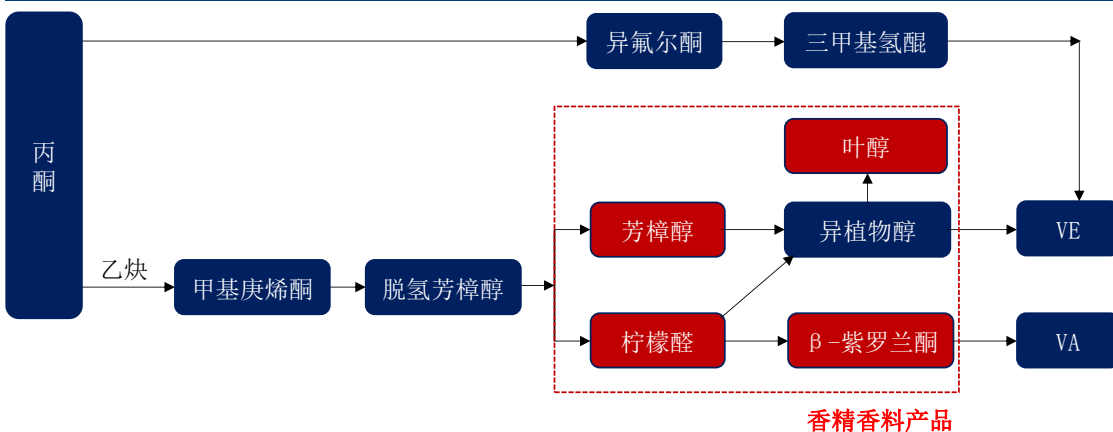 丙
酮
异氟尔酮
三甲基氢醌
叶醇
芳樟醇
异植物醇
VE
乙炔
甲基庚烯酮
脱氢芳樟醇
柠檬醛
β-紫罗兰酮
VA
香精香料产品